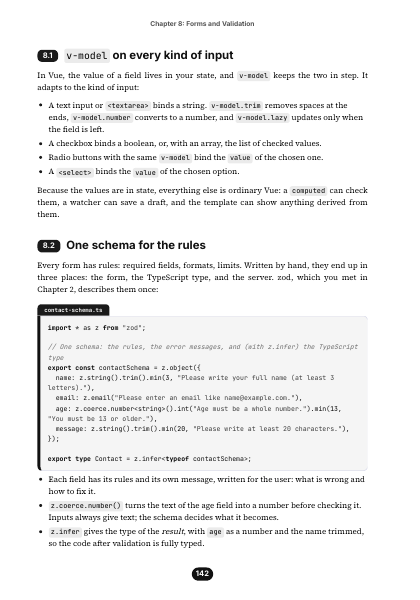 Chapter 8: Forms and Validation
8.1 v-model on every kind of input
In Vue, the value of a field lives in your state, and v-model keeps the two in step. It
adapts to the kind of input:
• A text input or <textarea> binds a string. v-model.trim removes spaces at the
ends, v-model.number converts to a number, and v-model.lazy updates only when
the field is left.
• A checkbox binds a boolean, or, with an array, the list of checked values.
• Radio buttons with the same v-model bind the value of the chosen one.
• A <select> binds the value of the chosen option.
Because the values are in state, everything else is ordinary Vue: a computed can check
them, a watcher can save a draft, and the template can show anything derived from
them.
8.2 One schema for the rules
Every form has rules: required fields, formats, limits. Written by hand, they end up in
three places: the form, the TypeScript type, and the server. zod, which you met in
Chapter 2, describes them once:
contact-schema.ts
import * as z from "zod";
// One schema: the rules, the error messages, and (with z.infer) the TypeScript
type
export const contactSchema = z.object({
name: z.string().trim().min(3, "Please write your full name (at least 3
letters)."),
email: z.email("Please enter an email like name@example.com."),
age: z.coerce.number<string>().int("Age must be a whole number.").min(13,
"You must be 13 or older."),
message: z.string().trim().min(20, "Please write at least 20 characters."),
});
export type Contact = z.infer<typeof contactSchema>;
• Each field has its rules and its own message, written for the user: what is wrong and
how to fix it.
• z.coerce.number() turns the text of the age field into a number before checking it.
Inputs always give text; the schema decides what it becomes.
• z.infer gives the type of the result, with age as a number and the name trimmed,
so the code after validation is fully typed.
142